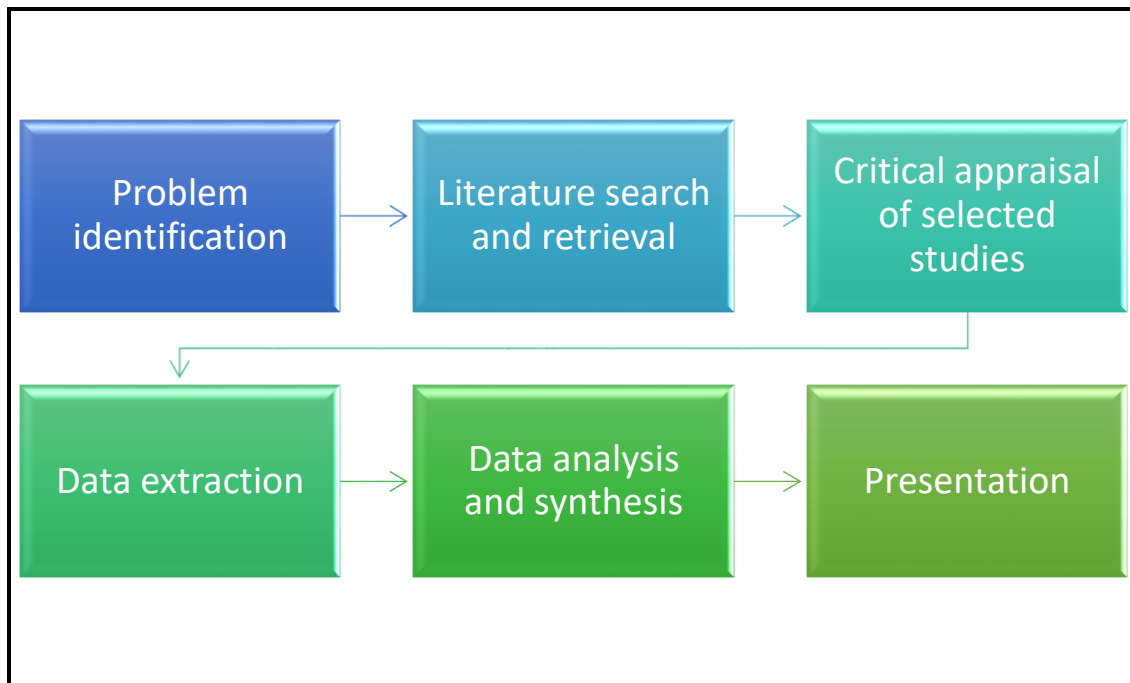 Problem
identification
Literature search
and retrieval
Critical appraisal
of selected
studies
Data extraction
Data analysis
and synthesis
Presentation